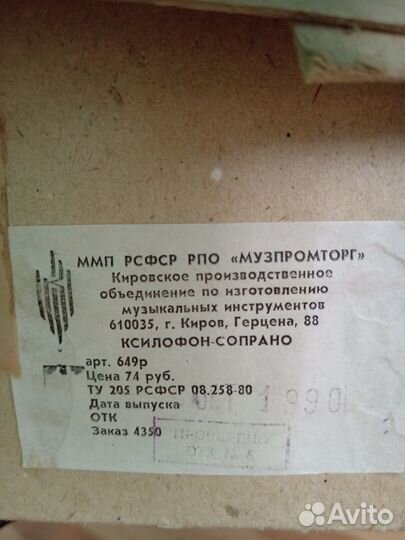 ММП РСФСР РПО «МУЗПРОМТОРГ»
Кировское производственное
объединение по изготовлению
музыкальных инструментов
610035, г. Киров, Герцена, 88
КСИЛОФОН-СОПРАНО
арт. 649р
Цена 74 руб.
ТУ 205 РСФСР 08.258-80
Дата выпуска 1990
ОТК
Заказ 4350
Avito